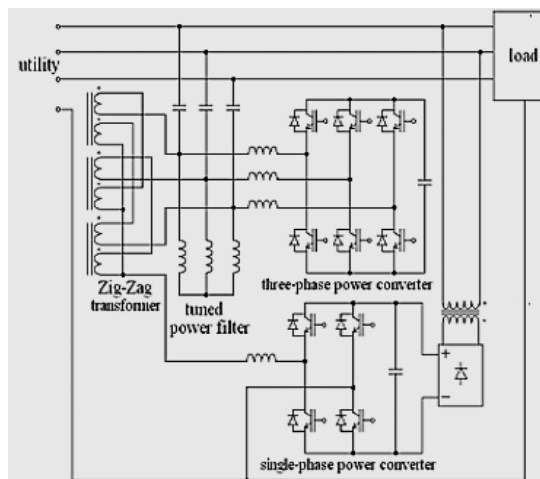 utility
load
Zig-Zag
transformer
tuned
power filter
three-phase power converter
+
−
single-phase power converter